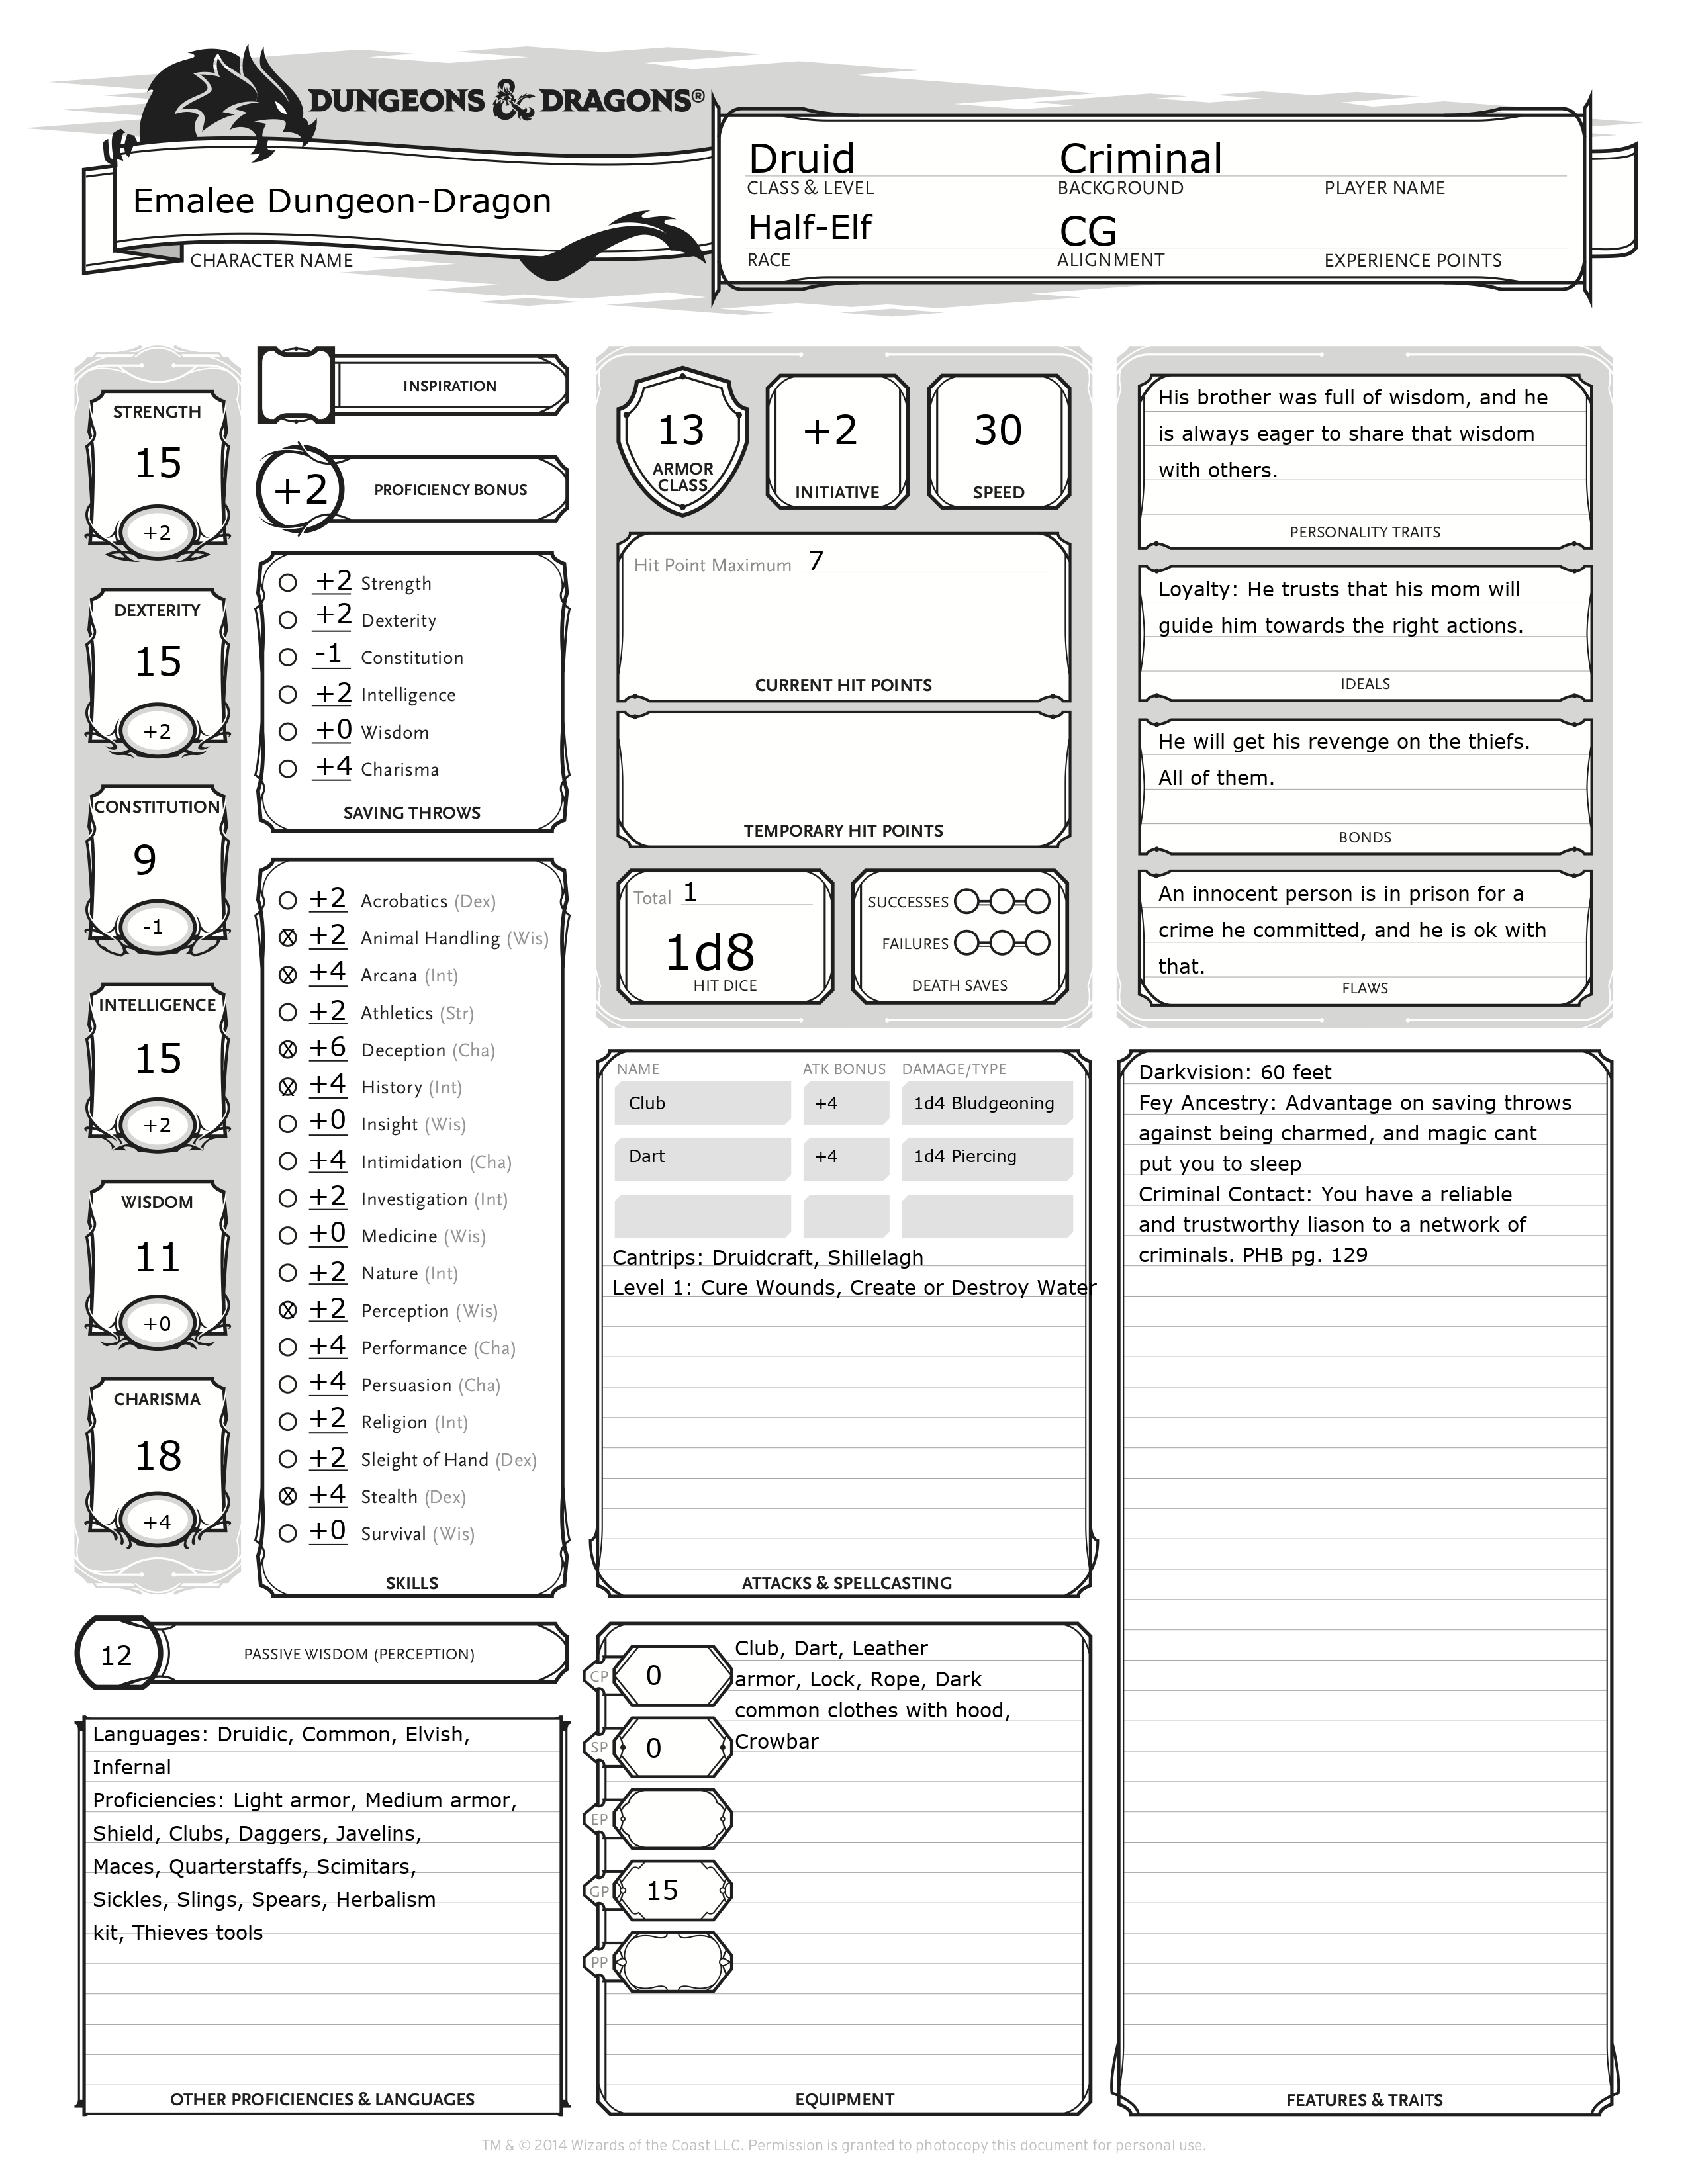 DUNGEONS & DRAGONS®
Emalee Dungeon-Dragon
CHARACTER NAME
Druid Criminal
CLASS & LEVEL BACKGROUND PLAYER NAME
Half-Elf CG
RACE ALIGNMENT EXPERIENCE POINTS
STRENGTH
15
+2
DEXTERITY
15
+2
CONSTITUTION
9
-1
INTELLIGENCE
15
+2
WISDOM
11
+0
CHARISMA
18
+4
INSPIRATION
+2 PROFICIENCY BONUS
+2 Strength
+2 Dexterity
-1 Constitution
+2 Intelligence
+0 Wisdom
+4 Charisma
SAVING THROWS
+2 Acrobatics (Dex)
X +2 Animal Handling (Wis)
X +4 Arcana (Int)
+2 Athletics (Str)
X +6 Deception (Cha)
X +4 History (Int)
+0 Insight (Wis)
+4 Intimidation (Cha)
+2 Investigation (Int)
+0 Medicine (Wis)
+2 Nature (Int)
X +2 Perception (Wis)
+4 Performance (Cha)
+4 Persuasion (Cha)
+2 Religion (Int)
+2 Sleight of Hand (Dex)
X +4 Stealth (Dex)
+0 Survival (Wis)
SKILLS
12 PASSIVE WISDOM (PERCEPTION)
Languages: Druidic, Common, Elvish,
Infernal
Proficiencies: Light armor, Medium armor,
Shield, Clubs, Daggers, Javelins,
Maces, Quarterstaffs, Scimitars,
Sickles, Slings, Spears, Herbalism
kit, Thieves tools
OTHER PROFICIENCIES & LANGUAGES
13
ARMOR
CLASS
+2
INITIATIVE
30
SPEED
Hit Point Maximum 7
CURRENT HIT POINTS
TEMPORARY HIT POINTS
Total 1
1d8
HIT DICE
SUCCESSES
FAILURES
DEATH SAVES
NAME ATK BONUS DAMAGE/TYPE
Club +4 1d4 Bludgeoning
Dart +4 1d4 Piercing
Cantrips: Druidcraft, Shillelagh
Level 1: Cure Wounds, Create or Destroy Water
ATTACKS & SPELLCASTING
CP 0
SP 0
EP
GP 15
PP
Club, Dart, Leather
armor, Lock, Rope, Dark
common clothes with hood,
Crowbar
EQUIPMENT
His brother was full of wisdom, and he
is always eager to share that wisdom
with others.
PERSONALITY TRAITS
Loyalty: He trusts that his mom will
guide him towards the right actions.
IDEALS
He will get his revenge on the thiefs.
All of them.
BONDS
An innocent person is in prison for a
crime he committed, and he is ok with
that.
FLAWS
Darkvision: 60 feet
Fey Ancestry: Advantage on saving throws
against being charmed, and magic cant
put you to sleep
Criminal Contact: You have a reliable
and trustworthy liason to a network of
criminals. PHB pg. 129
FEATURES & TRAITS
TM & © 2014 Wizards of the Coast LLC. Permission is granted to photocopy this document for personal use.